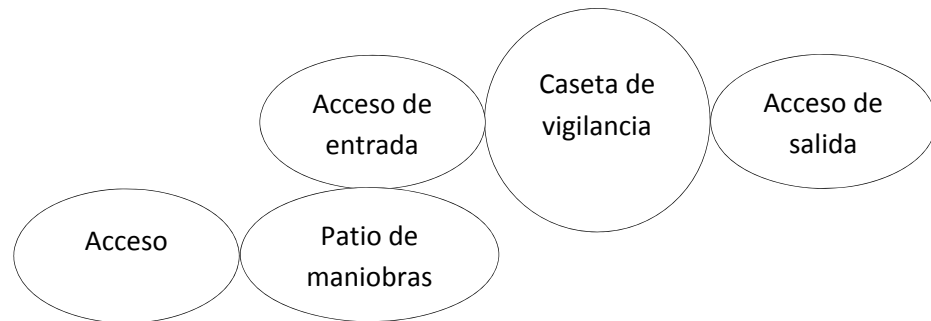 Acceso de
entrada
Caseta de
vigilancia
Acceso de
salida
Acceso
Patio de
maniobras